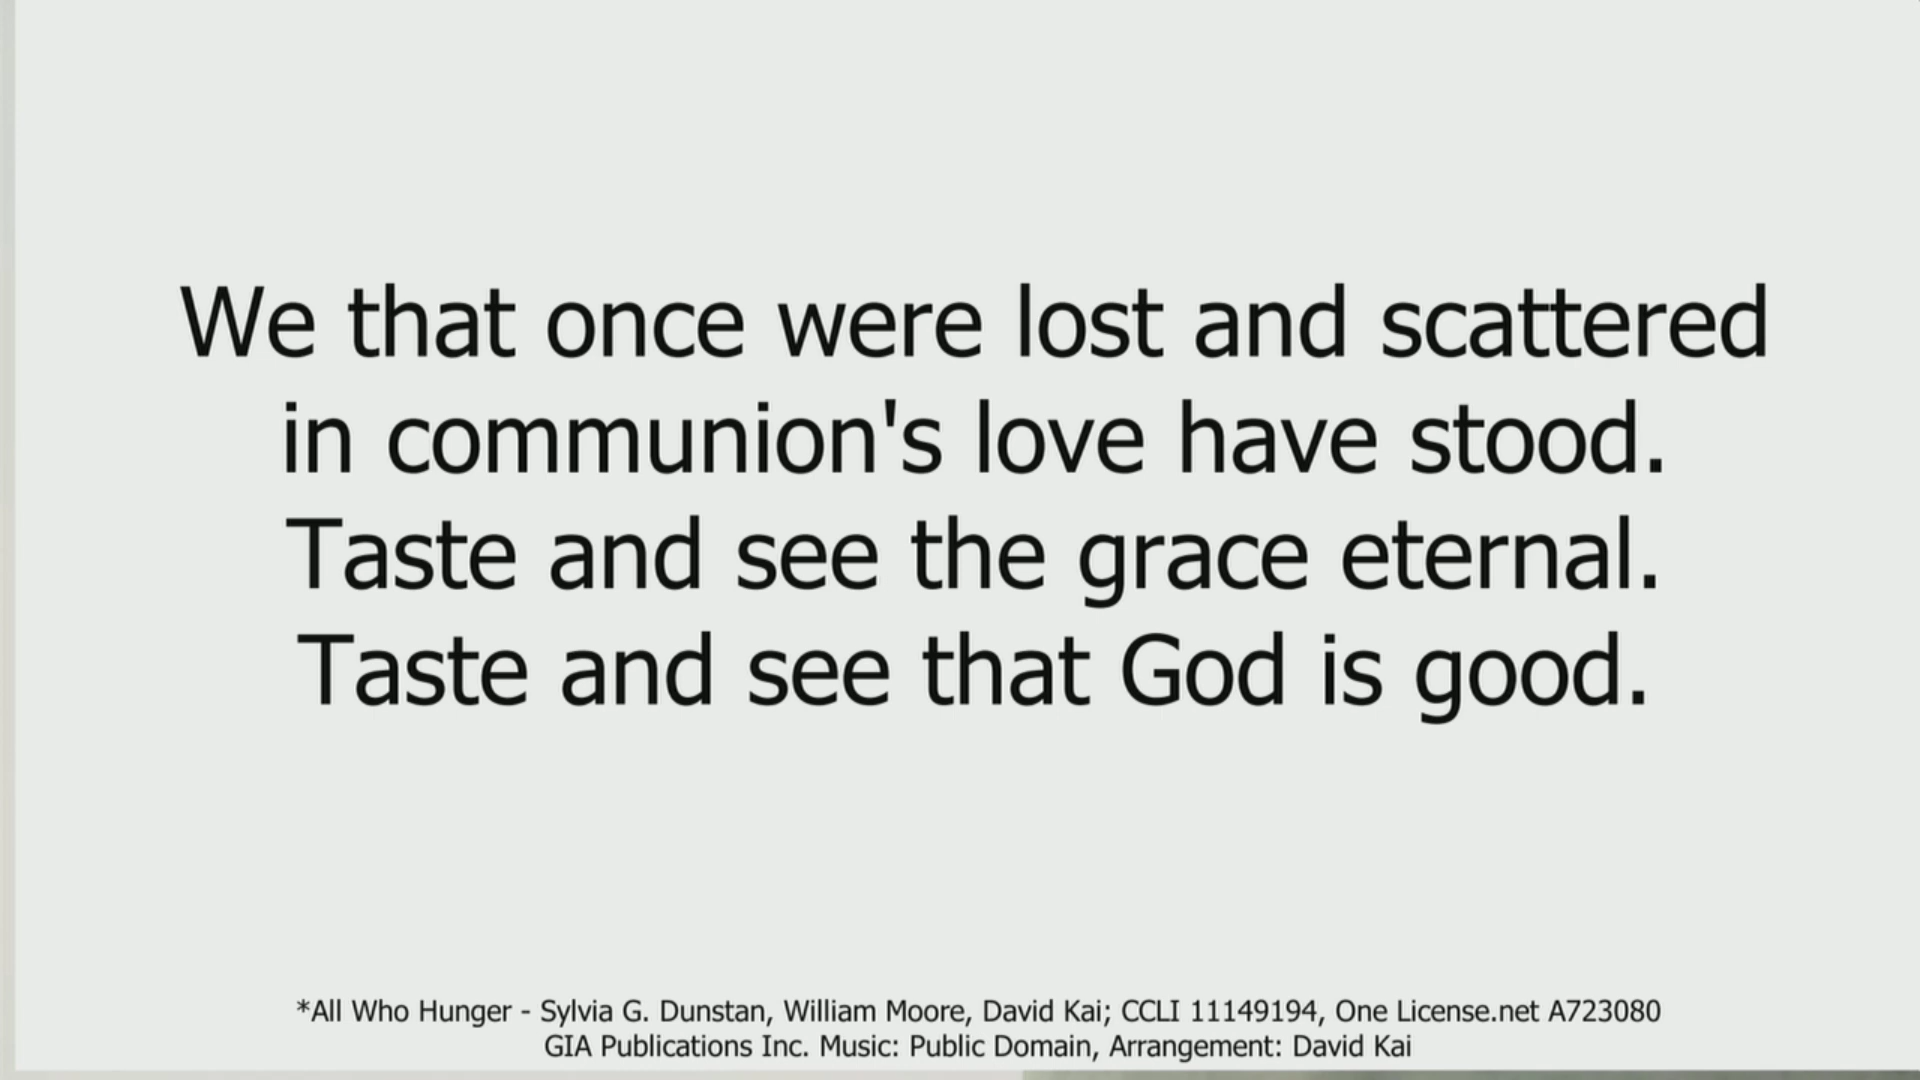 We that once were lost and scattered
in communion's love have stood.
Taste and see the grace eternal.
Taste and see that God is good.
*All Who Hunger - Sylvia G. Dunstan, William Moore, David Kai; CCLI 11149194, One License.net A723080
GIA Publications Inc. Music: Public Domain, Arrangement: David Kai